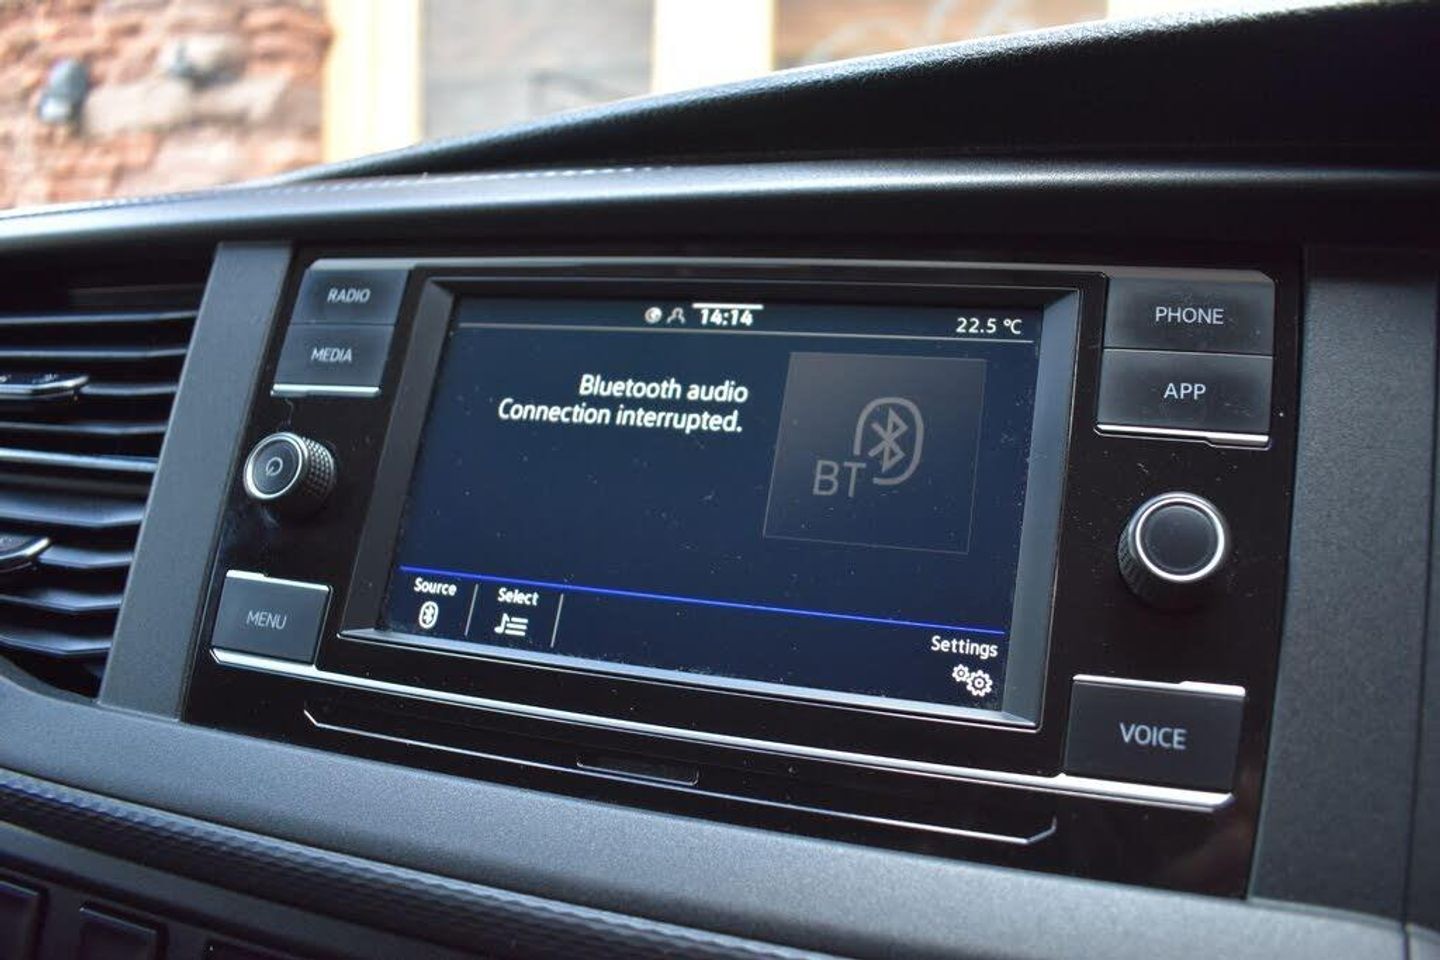 RADIO
MEDIA
MENU
14:14
22.5 °C
Bluetooth audio
Connection interrupted.
BT
Source
Select
Settings
PHONE
APP
VOICE